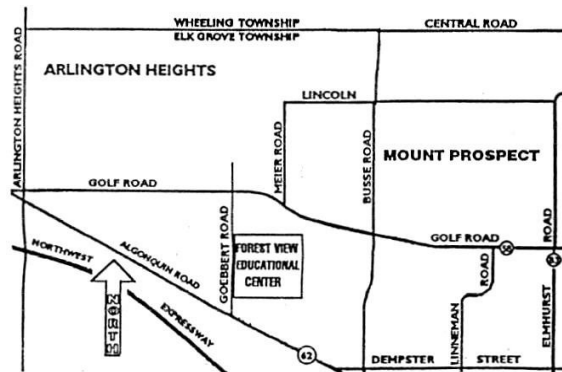 WHEELING TOWNSHIP
CENTRAL ROAD
ELK GROVE TOWNSHIP
ARLINGTON HEIGHTS ROAD
ARLINGTON HEIGHTS
LINCOLN
MEIER ROAD
BUSSE ROAD
MOUNT PROSPECT
GOLF ROAD
GOEBBERT ROAD
FOREST VIEW
EDUCATIONAL
CENTER
GOLF ROAD
58
ROAD
ROAD
83
NORTHWEST
ALGONQUIN ROAD
NORTH
EXPRESSWAY
LINNEMAN
ELMHURST
62
DEMPSTER
STREET